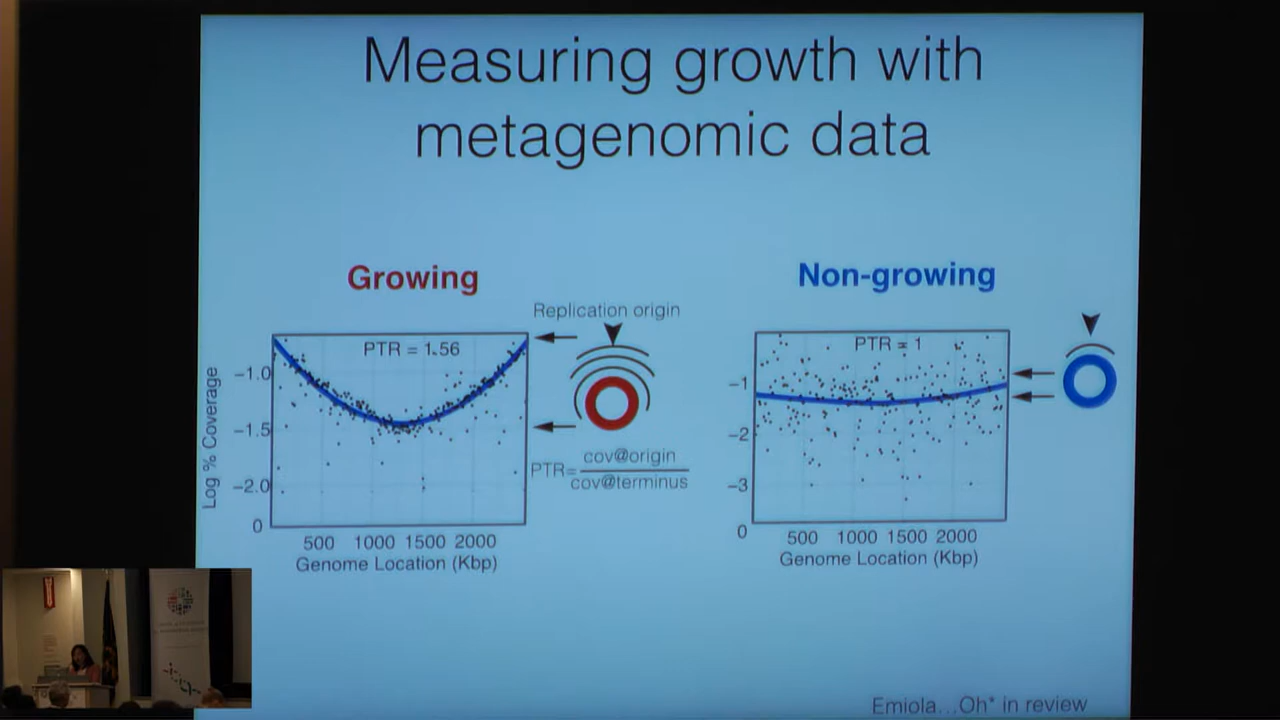 Measuring growth with
metagenomic data
Growing
Replication origin
PTR = 1.56
Log % Coverage
−1.0
−1.5
−2.0
0
500 1000 1500 2000
Genome Location (Kbp)
PTR=
cov@origin
cov@terminus
Non-growing
PTR = 1
−1
−2
−3
0
500 1000 1500 2000
Genome Location (Kbp)
Emiola...Oh* in review